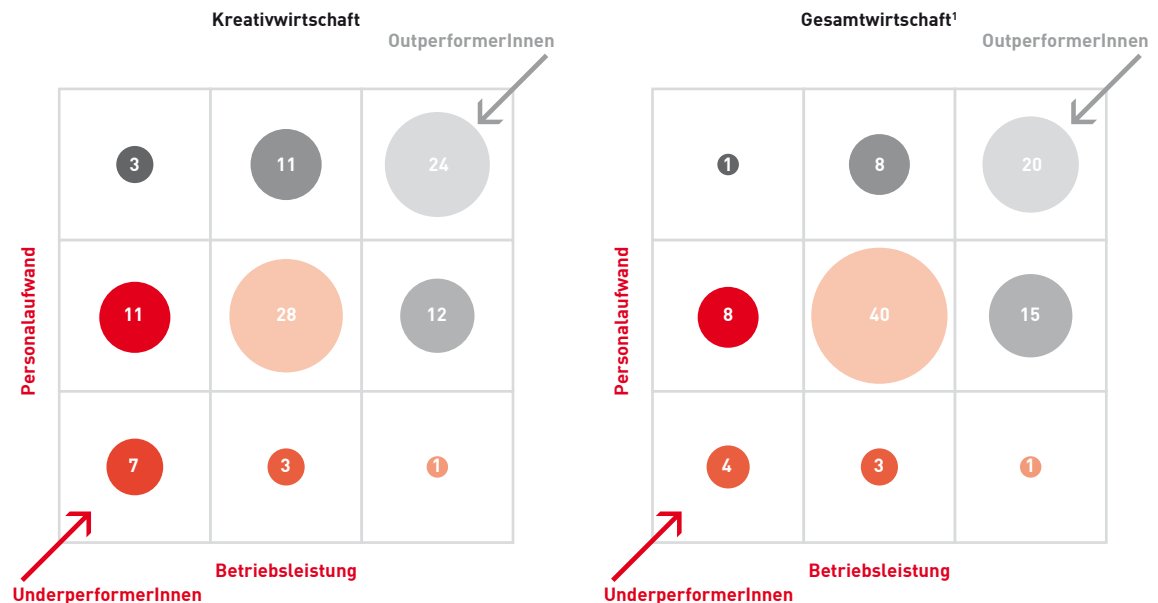 Kreativwirtschaft
OutperformerInnen
3
11
24
Personalaufwand
11
28
12
7
3
1
Betriebsleistung
UnderperformerInnen
Gesamtwirtschaft¹
OutperformerInnen
1
8
20
Personalaufwand
8
40
15
4
3
1
Betriebsleistung
UnderperformerInnen